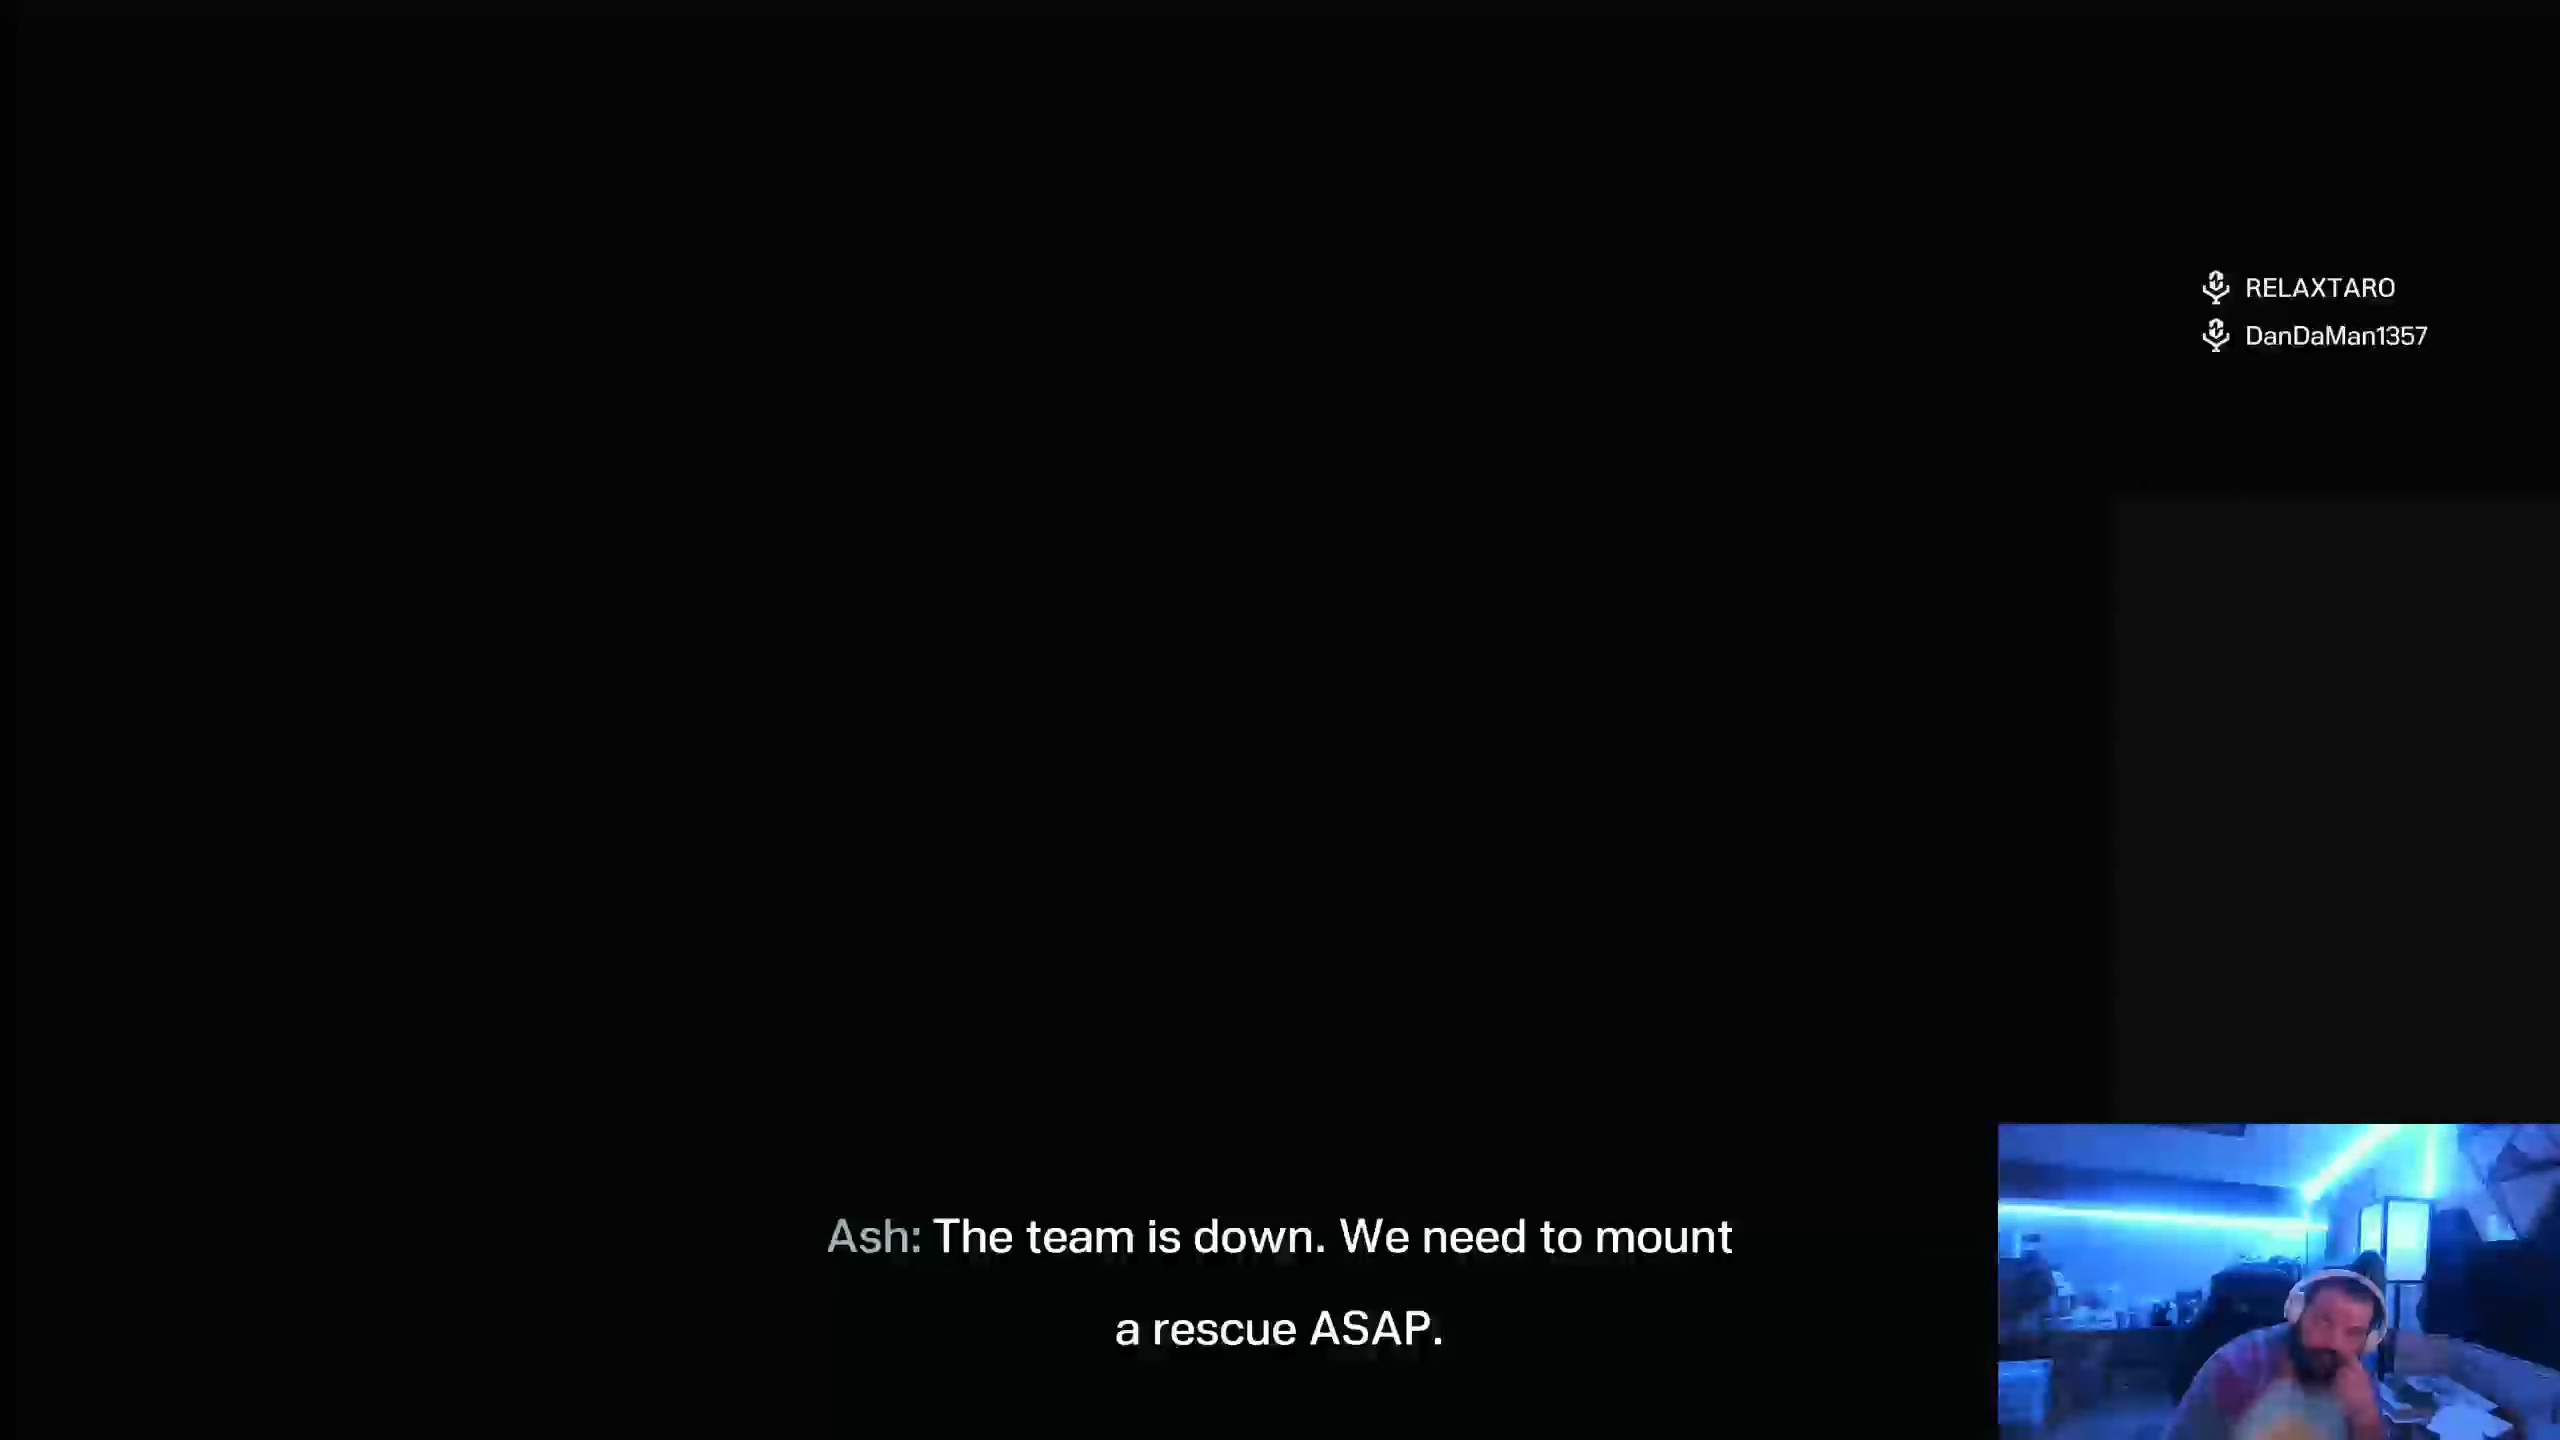 RELAXTARO
DanDaMan1357
Ash: The team is down. We need to mount
a rescue ASAP.